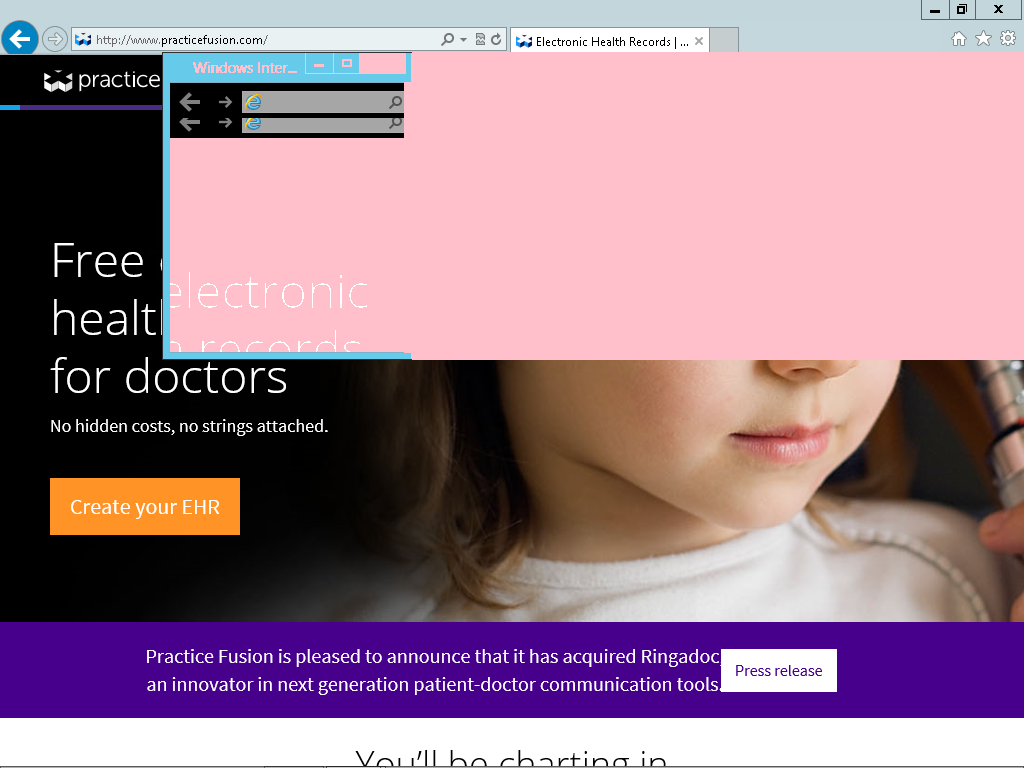 http://www.practicefusion.com/
Electronic Health Records | ...
practice
Windows Inter...
Free
electronic
health
records
for doctors
No hidden costs, no strings attached.
Create your EHR
Practice Fusion is pleased to announce that it has acquired Ringadoc,
an innovator in next generation patient-doctor communication tools.
Press release
You'll be charting in